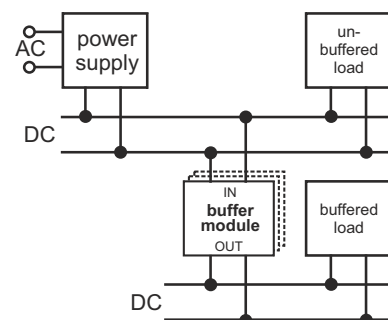 AC
power
supply
un-
buffered
load
DC
IN
buffer
module
OUT
buffered
load
DC